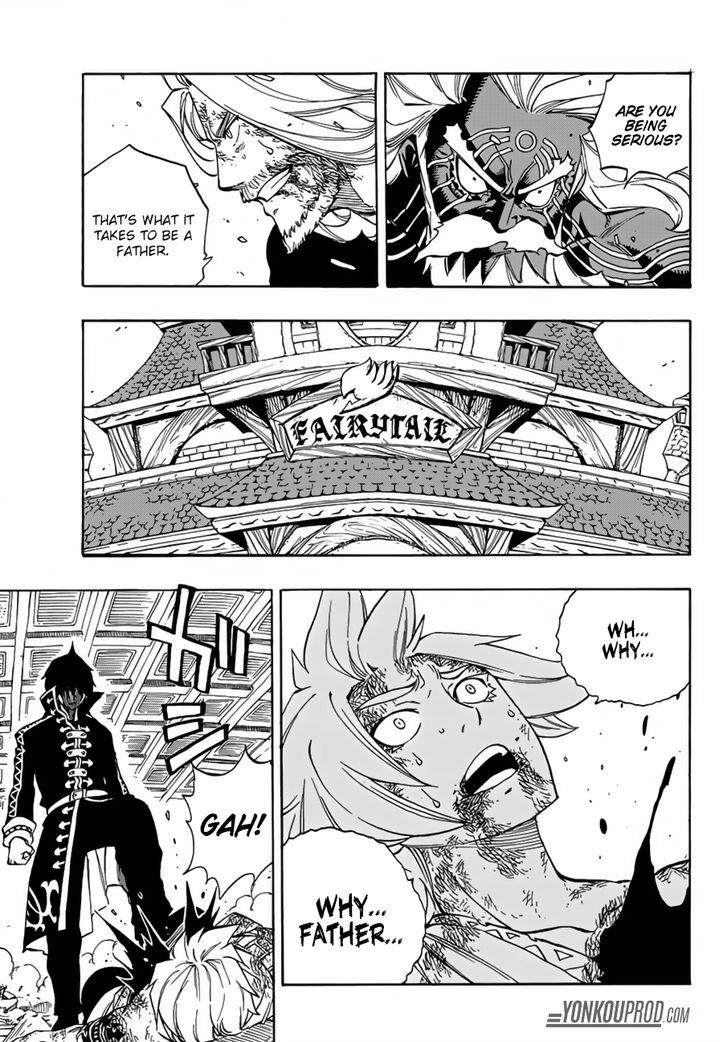 ARE YOU
BEING
SERIOUS?
THAT'S WHAT IT
TAKES TO BE A
FATHER.
FAIRYTAIL
WH...
WHY...
WHY...
FATHER...
GAH!
YONKOUPROD.COM